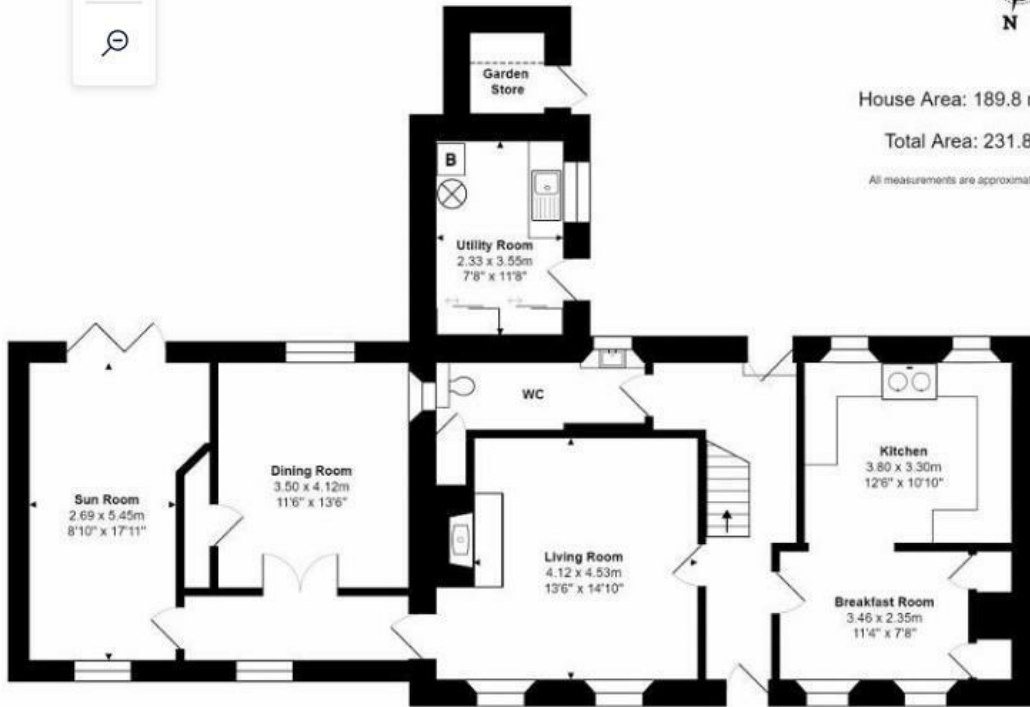 N
House Area: 189.8
Total Area: 231.8
All measurements are
Garden
Store
B
Utility Room
2.33 x 3.55m
7'8" x 11'8"
WC
Kitchen
3.80 x 3.30m
12'6" x 10'10"
Dining Room
3.50 x 4.12m
11'6" x 13'6"
Sun Room
2.69 x 5.45m
8'10" x 17'11"
Living Room
4.12 x 4.53m
13'6" x 14'10"
Breakfast Room
3.46 x 2.35m
11'4" x 7'8"